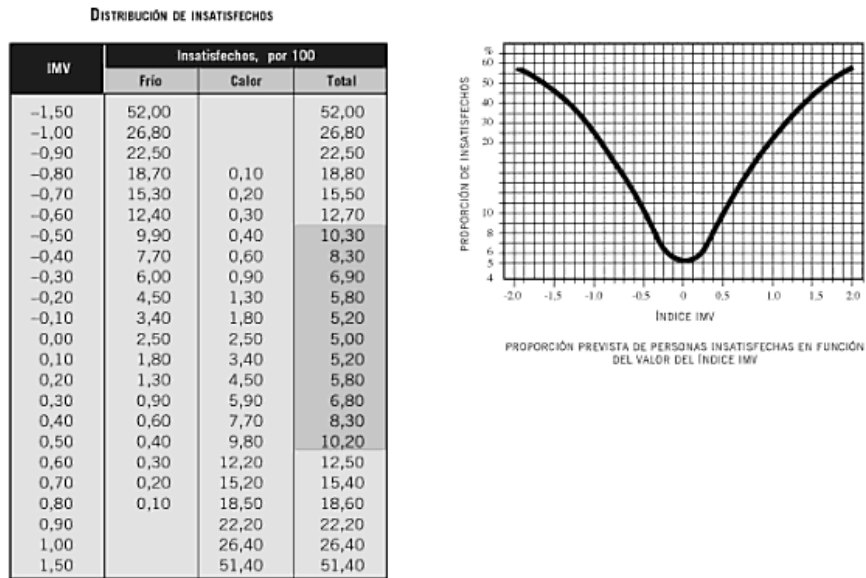 DISTRIBUCIÓN DE INSATISFECHOS
IMV Insatisfechos, por 100
Frío Calor Total
–1,50 52,00 52,00
–1,00 26,80 26,80
–0,90 22,50 22,50
–0,80 18,70 0,10 18,80
–0,70 15,30 0,20 15,50
–0,60 12,40 0,30 12,70
–0,50 9,90 0,40 10,30
–0,40 7,70 0,60 8,30
–0,30 6,00 0,90 6,90
–0,20 4,50 1,30 5,80
–0,10 3,40 1,80 5,20
0,00 2,50 2,50 5,00
0,10 1,80 3,40 5,20
0,20 1,30 4,50 5,80
0,30 0,90 5,90 6,80
0,40 0,60 7,70 8,30
0,50 0,40 9,80 10,20
0,60 0,30 12,20 12,50
0,70 0,20 15,20 15,40
0,80 0,10 18,50 18,60
0,90 22,20 22,20
1,00 26,40 26,40
1,50 51,40 51,40
PROPORCIÓN DE INSATISFECHOS
%
60
50
40
30
20
10
8
6
5
4
-2.0 -1,5 -1.0 -0.5 0 0,5 1.0 1.5 2.0
ÍNDICE IMV
PROPORCIÓN PREVISTA DE PERSONAS INSATISFECHAS EN FUNCIÓN
DEL VALOR DEL ÍNDICE IMV